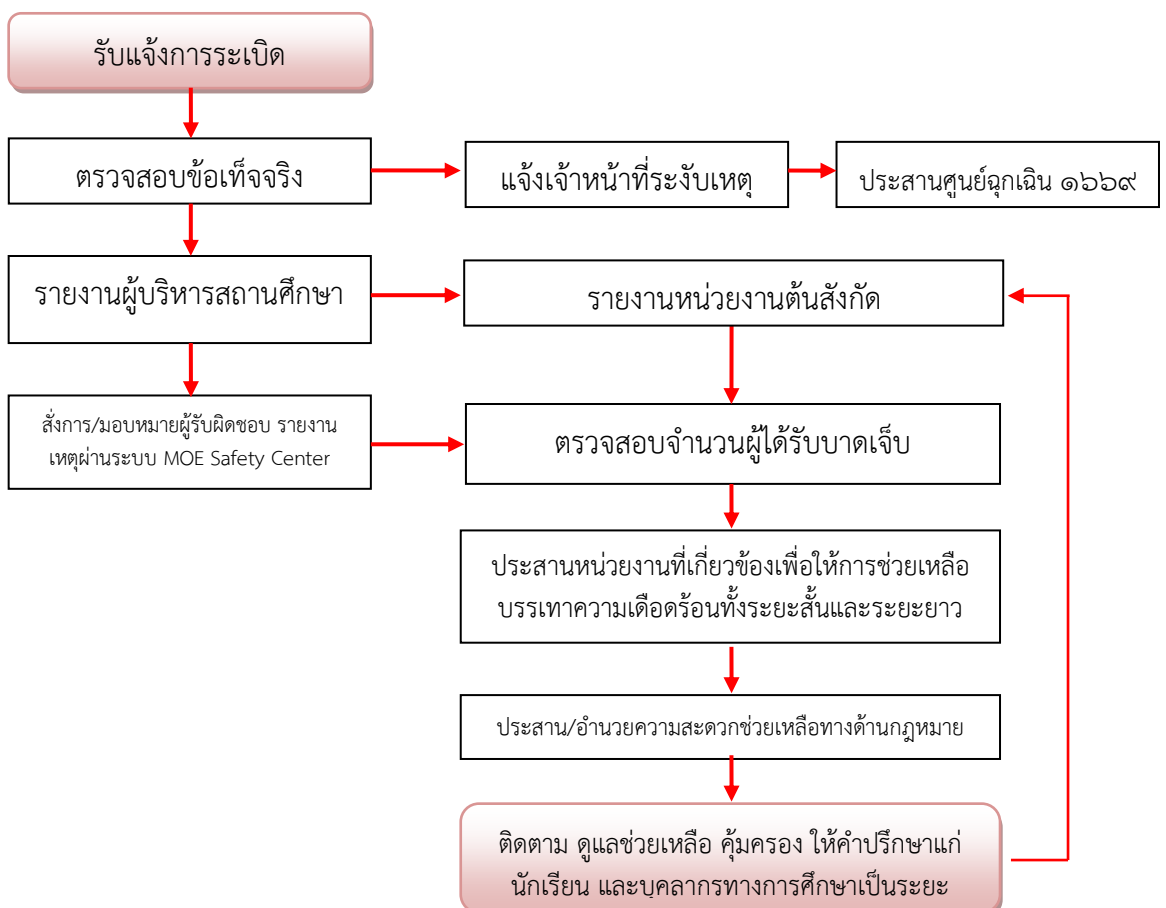 รับแจ้งการระเบิด
ตรวจสอบข้อเท็จจริง
แจ้งเจ้าหน้าที่ระงับเหตุ
ประสานศูนย์ฉุกเฉิน ๑๖๖๙
รายงานผู้บริหารสถานศึกษา
รายงานหน่วยงานต้นสังกัด
สั่งการ/มอบหมายผู้รับผิดชอบ รายงาน
เหตุผ่านระบบ MOE Safety Center
ตรวจสอบจำนวนผู้ได้รับบาดเจ็บ
ประสานหน่วยงานที่เกี่ยวข้องเพื่อให้การช่วยเหลือ
บรรเทาความเดือดร้อนทั้งระยะสั้นและระยะยาว
ประสาน/อำนวยความสะดวกช่วยเหลือทางด้านกฎหมาย
ติดตาม ดูแลช่วยเหลือ คุ้มครอง ให้คำปรึกษาแก่
นักเรียน และบุคลากรทางการศึกษาเป็นระยะ